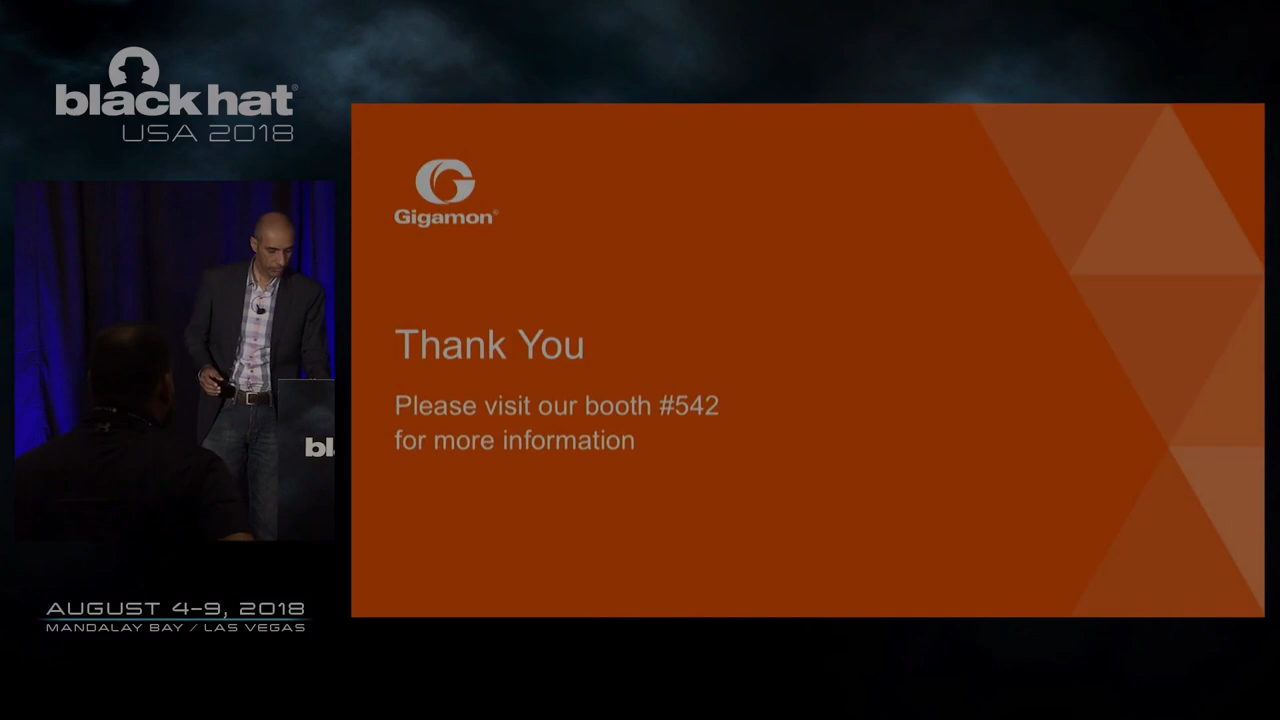 black hat®
USA 2018
Gigamon®
Thank You
Please visit our booth #542
for more information
bl
AUGUST 4-9, 2018
MANDALAY BAY / LAS VEGAS